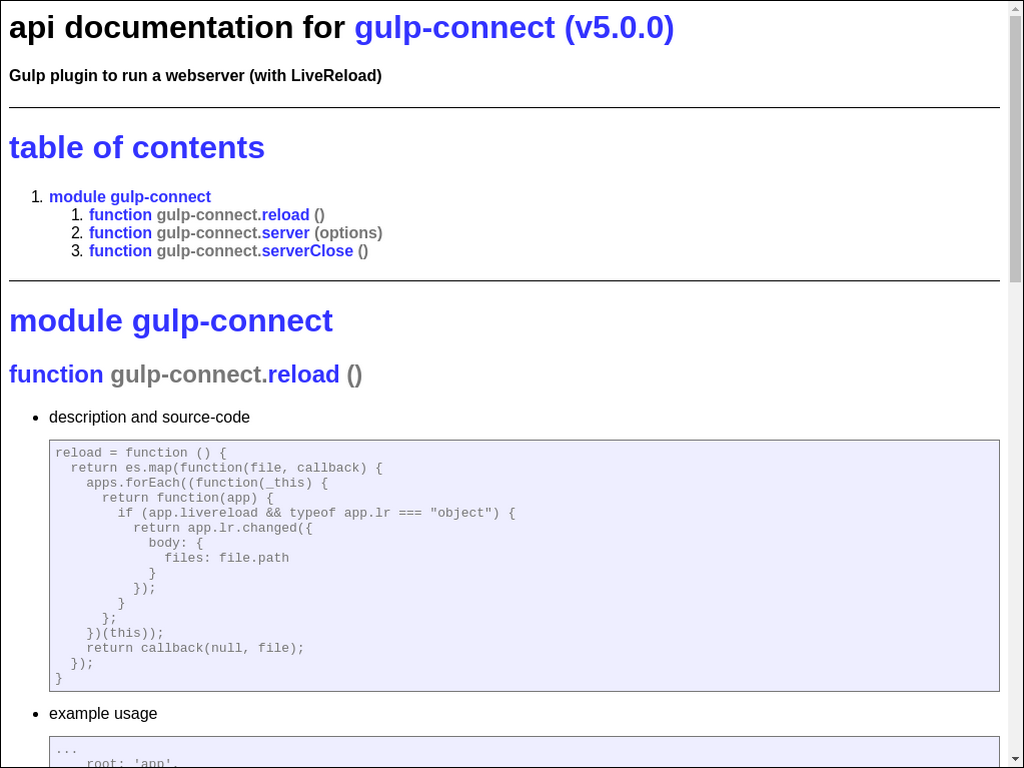 api documentation for gulp-connect (v5.0.0)
Gulp plugin to run a webserver (with LiveReload)
table of contents
1. module gulp-connect
1. function gulp-connect.reload ()
2. function gulp-connect.server (options)
3. function gulp-connect.serverClose ()
module gulp-connect
function gulp-connect.reload ()
• description and source-code
reload = function () {
  return es.map(function(file, callback) {
    apps.forEach((function(_this) {
      return function(app) {
        if (app.livereload && typeof app.lr === "object") {
          return app.lr.changed({
            body: {
              files: file.path
            }
          });
        }
      };
    })(this));
    return callback(null, file);
  });
}
• example usage
...
    root: 'app',